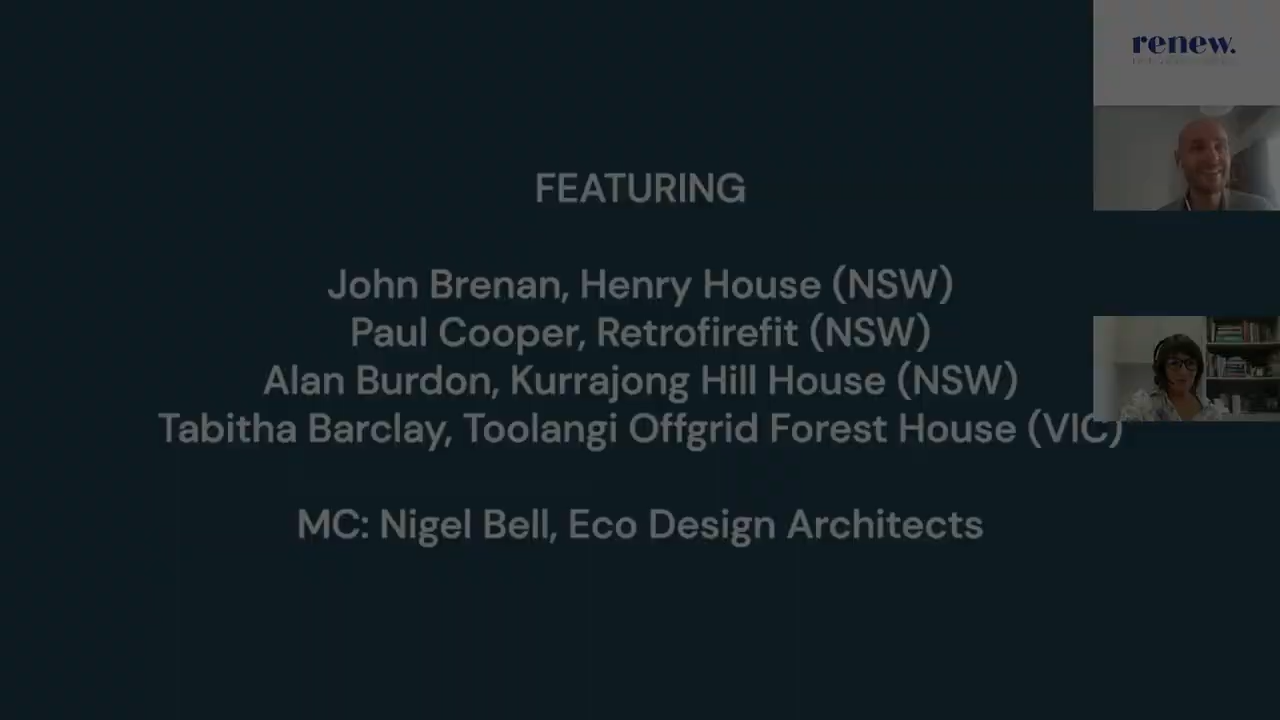 renew.
FEATURING
John Brenan, Henry House (NSW)
Paul Cooper, Retrofirefit (NSW)
Alan Burdon, Kurrajong Hill House (NSW)
Tabitha Barclay, Toolangi Offgrid Forest House (VIC)
MC: Nigel Bell, Eco Design Architects